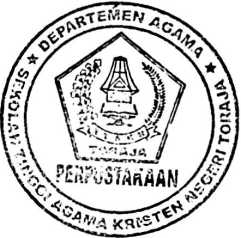 ★ DEPARTEMEN AGAMA ★
SEKOLAH TINGGI AGAMA KRISTEN NEGERI TORAJA
TORAJA
PERPUSTAKAAN